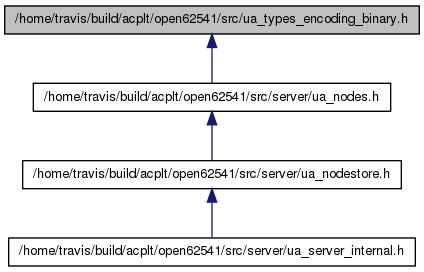 /home/travis/build/acplt/open62541/src/ua_types_encoding_binary.h
/home/travis/build/acplt/open62541/src/server/ua_nodes.h
/home/travis/build/acplt/open62541/src/server/ua_nodestore.h
/home/travis/build/acplt/open62541/src/server/ua_server_internal.h